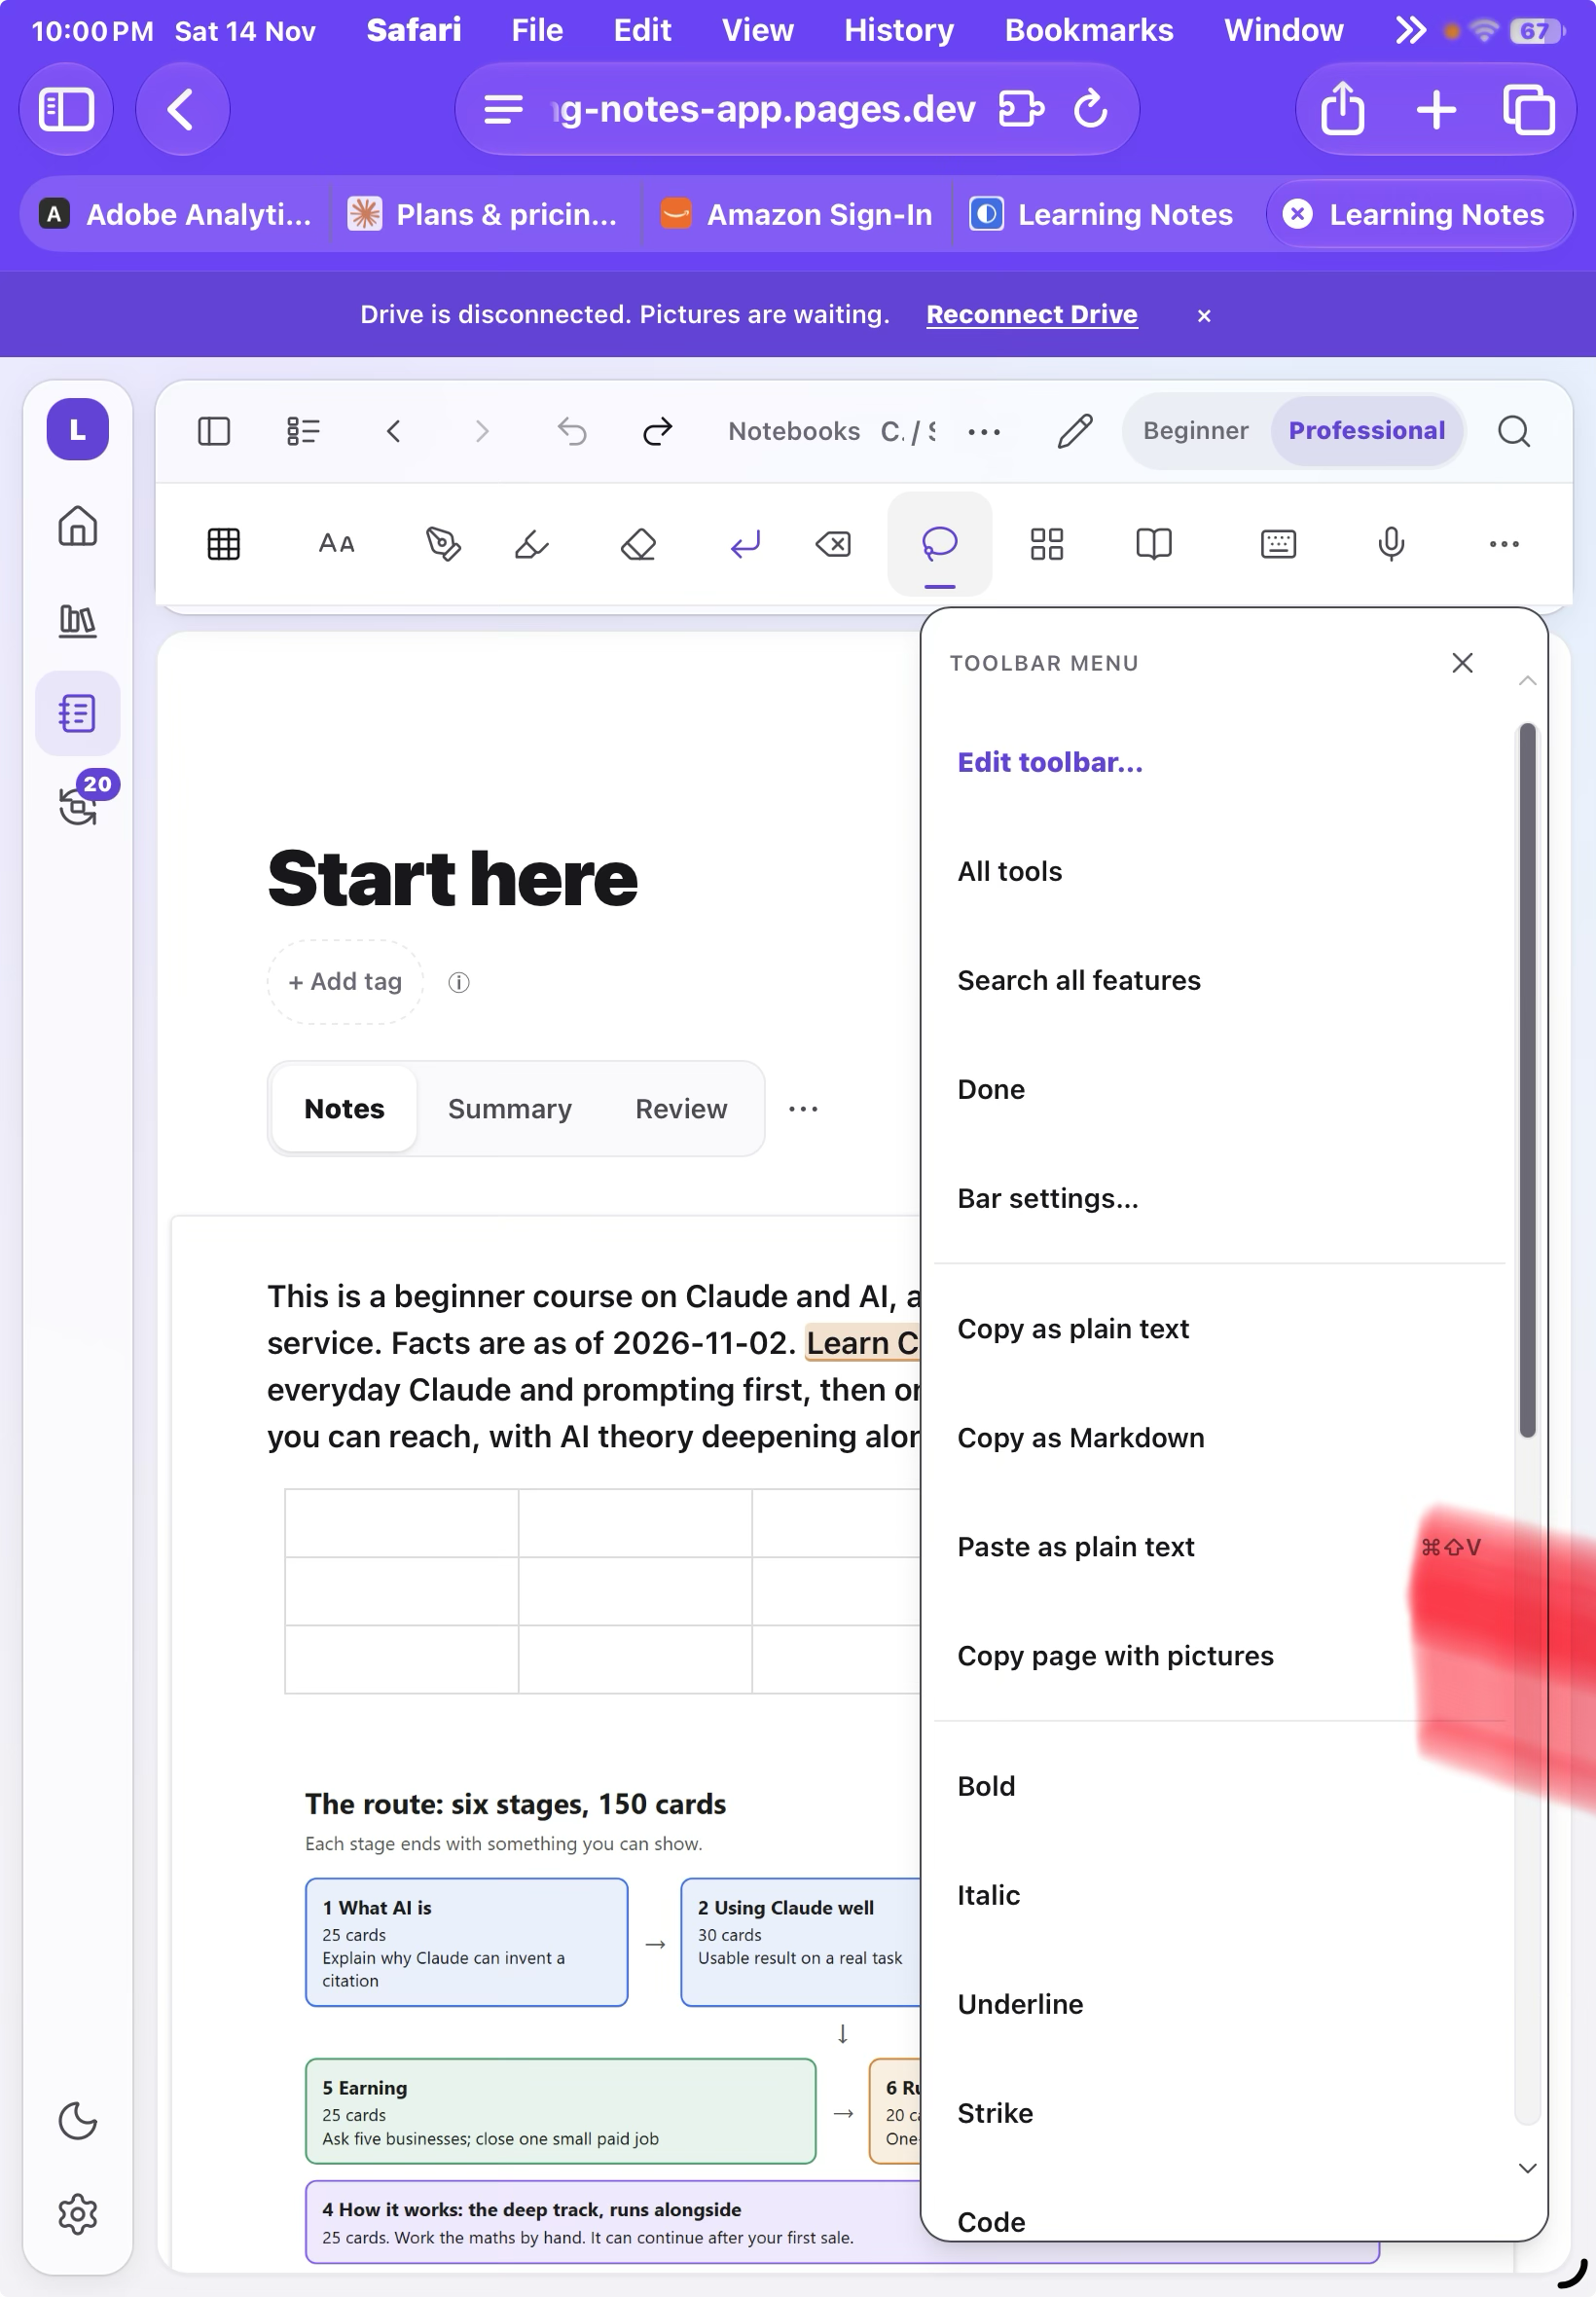 10:00 PM Sat 14 Nov Safari File Edit View History Bookmarks Window 67
g-notes-app.pages.dev
Adobe Analyti... Plans & pricin... Amazon Sign-In Learning Notes Learning Notes
Drive is disconnected. Pictures are waiting. Reconnect Drive ×
L
Notebooks C. / ... Beginner Professional
AA
20
TOOLBAR MENU
Edit toolbar...
All tools
Search all features
Done
Bar settings...
Copy as plain text
Copy as Markdown
Paste as plain text ⌘⇧V
Copy page with pictures
Bold
Italic
Underline
Strike
Code
Start here
+ Add tag
Notes Summary Review ...
This is a beginner course on Claude and AI,
service. Facts are as of 2026-11-02. Learn
everyday Claude and prompting first, then
you can reach, with AI theory deepening
The route: six stages, 150 cards
Each stage ends with something you can show.
1 What AI is
25 cards
Explain why Claude can invent a
citation
→
2 Using Claude well
30 cards
Usable result on a real task
↓
5 Earning
25 cards
Ask five businesses; close one small paid job
→
6
20
One-
4 How it works: the deep track, runs alongside
25 cards. Work the maths by hand. It can continue after your first sale.